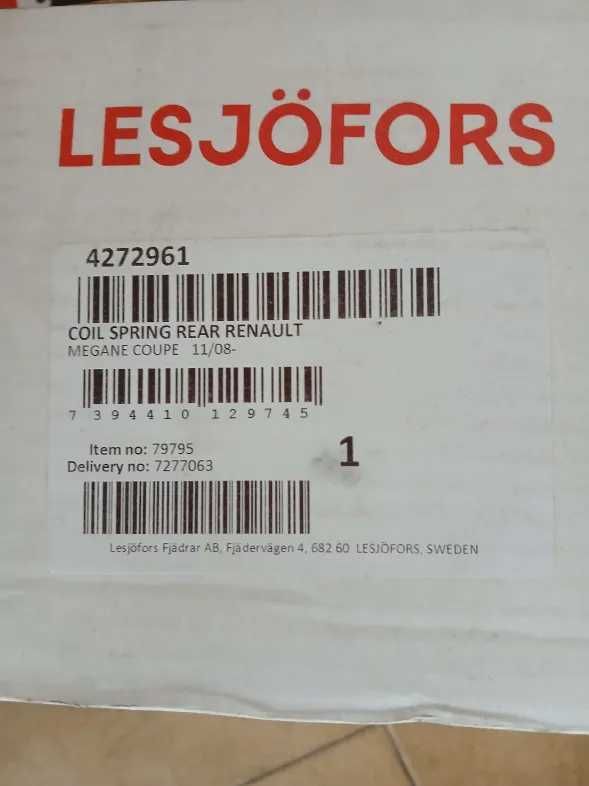 LESJÖFORS
4272961
COIL SPRING REAR RENAULT
MEGANE COUPE 11/08-
7 394410 129745
Item no: 79795
1
Delivery no: 7277063
Lesjöfors Fjädrar AB, Fjädervägen 4, 682 60 LESJÖFORS, SWEDEN